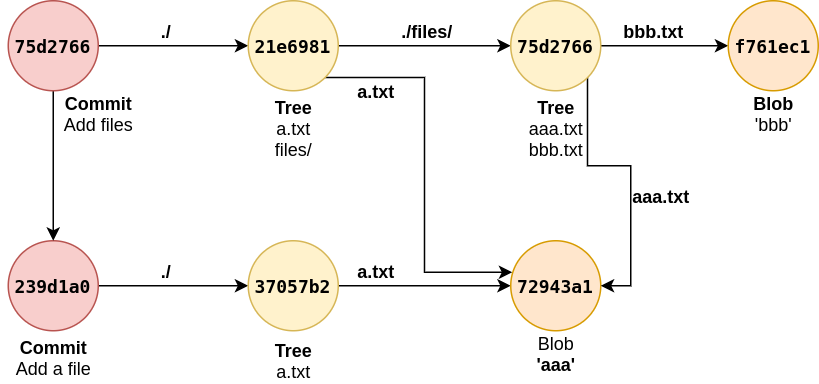 75d2766
./
21e6981
./files/
75d2766
bbb.txt
f761ec1
Commit
Add files
Tree
a.txt
files/
a.txt
Tree
aaa.txt
bbb.txt
Blob
'bbb'
aaa.txt
239d1a0
./
37057b2
a.txt
72943a1
Commit
Add a file
Tree
a.txt
Blob
'aaa'